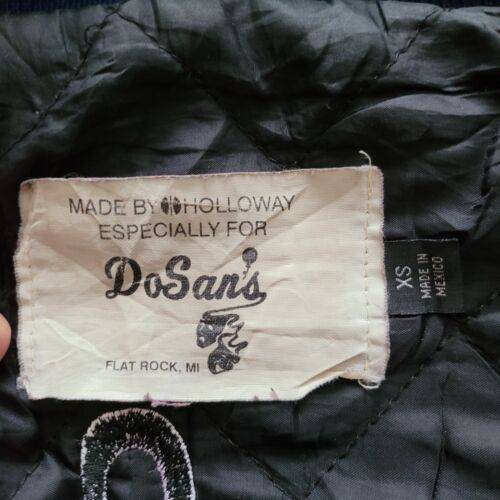 MADE BY HOLLOWAY
ESPECIALLY FOR
DoSan's
FLAT ROCK, MI
XS
MADE IN
MEXICO